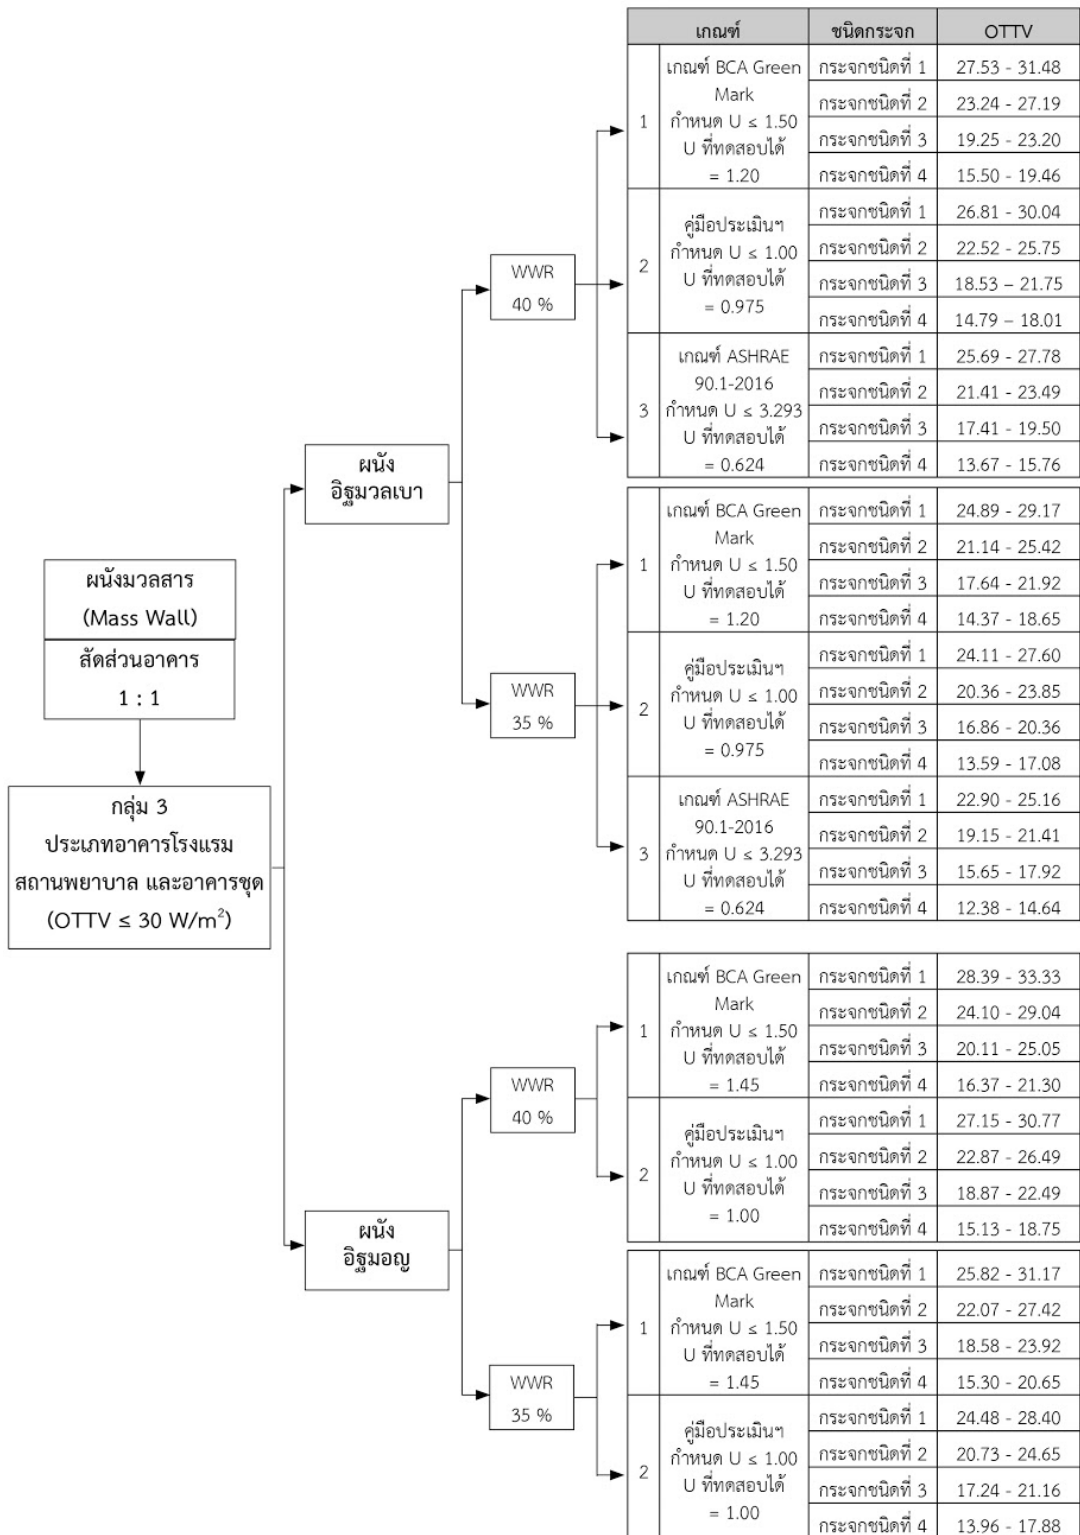 ผนังมวลสาร
(Mass Wall)
สัดส่วนอาคาร
1 : 1
กลุ่ม 3
ประเภทอาคารโรงแรม
สถานพยาบาล และอาคารชุด
(OTTV ≤ 30 W/m²)
ผนัง
อิฐมวลเบา
WWR
40 %
เกณฑ์ ชนิดกระจก OTTV
1
เกณฑ์ BCA Green
Mark
กำหนด U ≤ 1.50
U ที่ทดสอบได้
= 1.20
กระจกชนิดที่ 1 27.53 - 31.48
กระจกชนิดที่ 2 23.24 - 27.19
กระจกชนิดที่ 3 19.25 - 23.20
กระจกชนิดที่ 4 15.50 - 19.46
2
คู่มือประเมินฯ
กำหนด U ≤ 1.00
U ที่ทดสอบได้
= 0.975
กระจกชนิดที่ 1 26.81 - 30.04
กระจกชนิดที่ 2 22.52 - 25.75
กระจกชนิดที่ 3 18.53 – 21.75
กระจกชนิดที่ 4 14.79 – 18.01
3
เกณฑ์ ASHRAE
90.1-2016
กำหนด U ≤ 3.293
U ที่ทดสอบได้
= 0.624
กระจกชนิดที่ 1 25.69 - 27.78
กระจกชนิดที่ 2 21.41 - 23.49
กระจกชนิดที่ 3 17.41 - 19.50
กระจกชนิดที่ 4 13.67 - 15.76
WWR
35 %
1
เกณฑ์ BCA Green
Mark
กำหนด U ≤ 1.50
U ที่ทดสอบได้
= 1.20
กระจกชนิดที่ 1 24.89 - 29.17
กระจกชนิดที่ 2 21.14 - 25.42
กระจกชนิดที่ 3 17.64 - 21.92
กระจกชนิดที่ 4 14.37 - 18.65
2
คู่มือประเมินฯ
กำหนด U ≤ 1.00
U ที่ทดสอบได้
= 0.975
กระจกชนิดที่ 1 24.11 - 27.60
กระจกชนิดที่ 2 20.36 - 23.85
กระจกชนิดที่ 3 16.86 - 20.36
กระจกชนิดที่ 4 13.59 - 17.08
3
เกณฑ์ ASHRAE
90.1-2016
กำหนด U ≤ 3.293
U ที่ทดสอบได้
= 0.624
กระจกชนิดที่ 1 22.90 - 25.16
กระจกชนิดที่ 2 19.15 - 21.41
กระจกชนิดที่ 3 15.65 - 17.92
กระจกชนิดที่ 4 12.38 - 14.64
ผนัง
อิฐมอญ
WWR
40 %
1
เกณฑ์ BCA Green
Mark
กำหนด U ≤ 1.50
U ที่ทดสอบได้
= 1.45
กระจกชนิดที่ 1 28.39 - 33.33
กระจกชนิดที่ 2 24.10 - 29.04
กระจกชนิดที่ 3 20.11 - 25.05
กระจกชนิดที่ 4 16.37 - 21.30
2
คู่มือประเมินฯ
กำหนด U ≤ 1.00
U ที่ทดสอบได้
= 1.00
กระจกชนิดที่ 1 27.15 - 30.77
กระจกชนิดที่ 2 22.87 - 26.49
กระจกชนิดที่ 3 18.87 - 22.49
กระจกชนิดที่ 4 15.13 - 18.75
WWR
35 %
1
เกณฑ์ BCA Green
Mark
กำหนด U ≤ 1.50
U ที่ทดสอบได้
= 1.45
กระจกชนิดที่ 1 25.82 - 31.17
กระจกชนิดที่ 2 22.07 - 27.42
กระจกชนิดที่ 3 18.58 - 23.92
กระจกชนิดที่ 4 15.30 - 20.65
2
คู่มือประเมินฯ
กำหนด U ≤ 1.00
U ที่ทดสอบได้
= 1.00
กระจกชนิดที่ 1 24.48 - 28.40
กระจกชนิดที่ 2 20.73 - 24.65
กระจกชนิดที่ 3 17.24 - 21.16
กระจกชนิดที่ 4 13.96 - 17.88